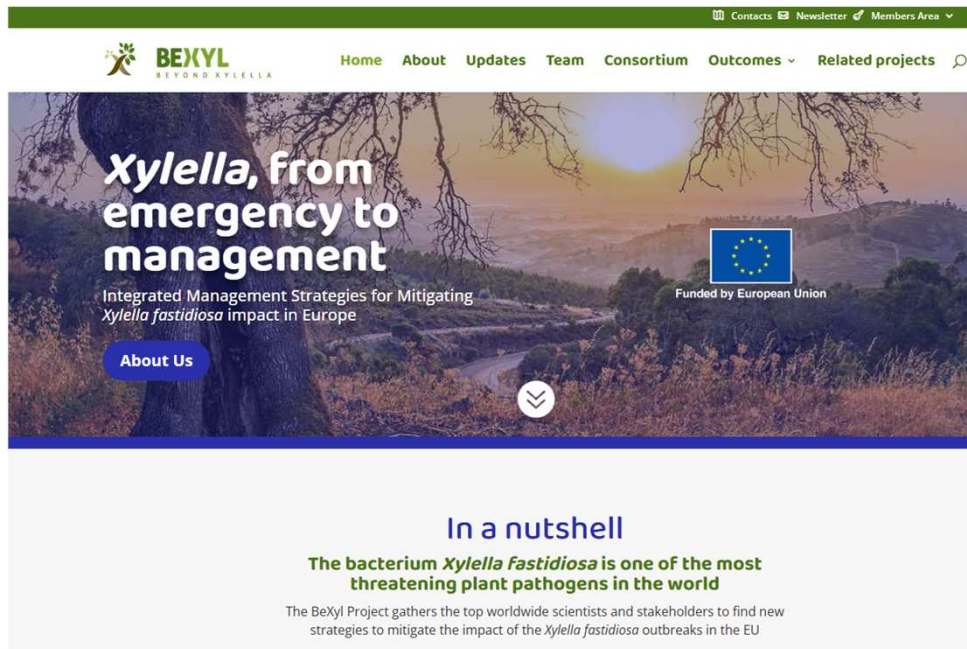 Contacts Newsletter Members Area
BEXYL
BEYOND XYLELLA
Home About Updates Team Consortium Outcomes Related projects
Xylella, from
emergency to
management
Integrated Management Strategies for Mitigating
Xylella fastidiosa impact in Europe
About Us
Funded by European Union
In a nutshell
The bacterium Xylella fastidiosa is one of the most
threatening plant pathogens in the world
The BeXyl Project gathers the top worldwide scientists and stakeholders to find new
strategies to mitigate the impact of the Xylella fastidiosa outbreaks in the EU